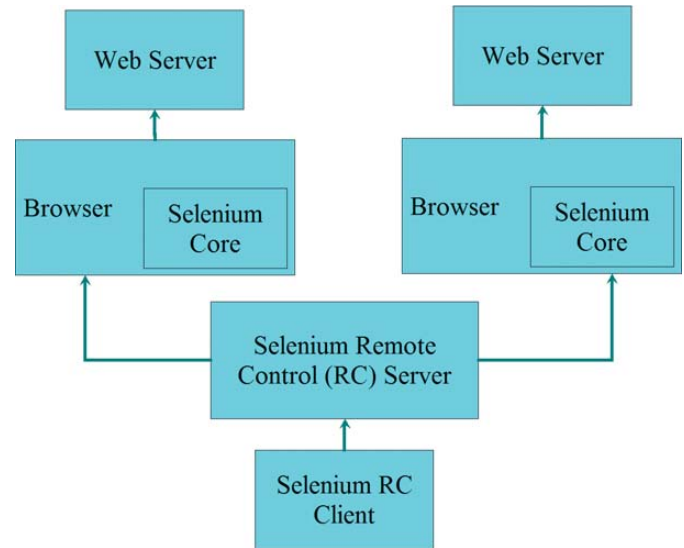 Web Server
Web Server
Browser
Selenium
Core
Browser
Selenium
Core
Selenium Remote
Control (RC) Server
Selenium RC
Client